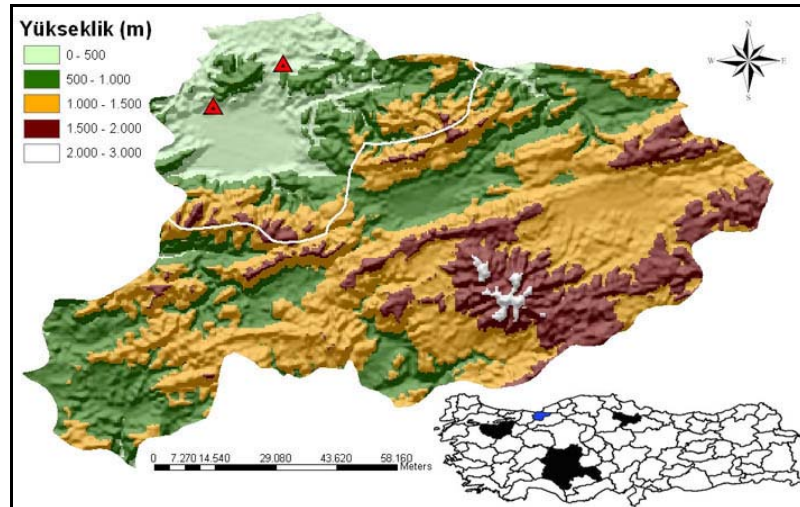 Yükseklik (m)
0 - 500
500 - 1.000
1.000 - 1.500
1.500 - 2.000
2.000 - 3.000
N
W E
S
0 7.270 14.540 29.080 43.620 58.160
Meters